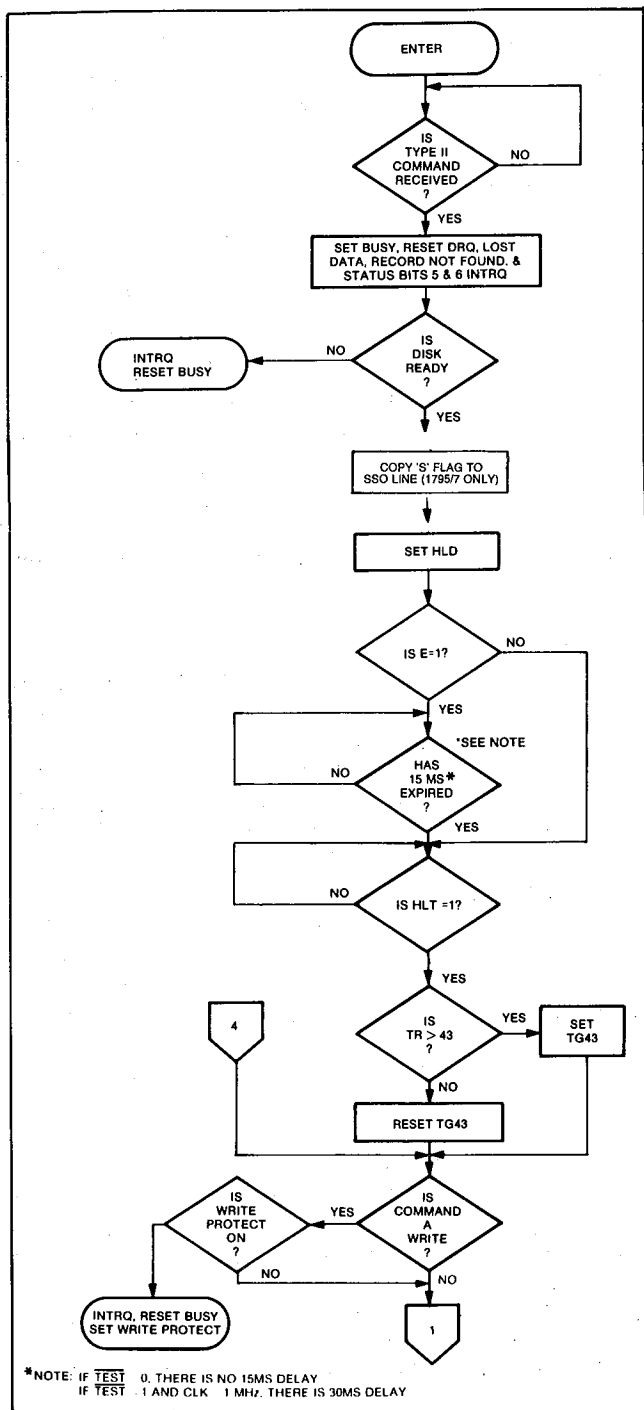 ENTER
IS
TYPE II
COMMAND
RECEIVED
?
NO
YES
SET BUSY, RESET DRQ, LOST
DATA, RECORD NOT FOUND. &
STATUS BITS 5 & 6 INTRQ
IS
DISK
READY
?
NO
INTRQ
RESET BUSY
YES
COPY 'S' FLAG TO
SSO LINE (1795/7 ONLY)
SET HLD
IS E=1?
NO
YES
*SEE NOTE
HAS
15 MS*
EXPIRED
?
NO
YES
IS HLT =1?
NO
YES
4
IS
TR > 43
?
YES
SET
TG43
NO
RESET TG43
IS
COMMAND
A
WRITE
?
YES
IS
WRITE
PROTECT
ON
?
NO
NO
INTRQ, RESET BUSY
SET WRITE PROTECT
1
*NOTE: IF TEST 0, THERE IS NO 15MS DELAY
IF TEST 1 AND CLK 1 MHz, THERE IS 30MS DELAY